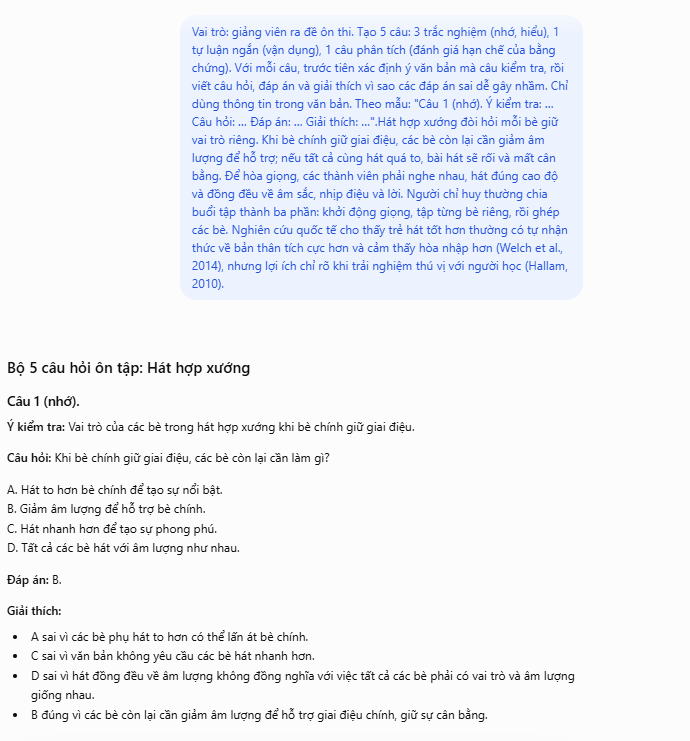 Vai trò: giảng viên ra đề ôn thi. Tạo 5 câu: 3 trắc nghiệm (nhớ, hiểu), 1
tự luận ngắn (vận dụng), 1 câu phân tích (đánh giá hạn chế của bằng
chứng). Với mỗi câu, trước tiên xác định ý văn bản mà câu kiểm tra, rồi
viết câu hỏi, đáp án và giải thích vì sao các đáp án sai dễ gây nhầm. Chỉ
dùng thông tin trong văn bản. Theo mẫu: "Câu 1 (nhớ). Ý kiểm tra: ...
Câu hỏi: ... Đáp án: ... Giải thích: ...".Hát hợp xướng đòi hỏi mỗi bè giữ
vai trò riêng. Khi bè chính giữ giai điệu, các bè còn lại cần giảm âm
lượng để hỗ trợ; nếu tất cả cùng hát quá to, bài hát sẽ rối và mất cân
bằng. Để hòa giọng, các thành viên phải nghe nhau, hát đúng cao độ
và đồng đều về âm sắc, nhịp điệu và lời. Người chỉ huy thường chia
buổi tập thành ba phần: khởi động giọng, tập từng bè riêng, rồi ghép
các bè. Nghiên cứu quốc tế cho thấy trẻ hát tốt hơn thường có tự nhận
thức về bản thân tích cực hơn và cảm thấy hòa nhập hơn (Welch et al.,
2014), nhưng lợi ích chỉ rõ khi trải nghiệm thú vị với người học (Hallam,
2010).
Bộ 5 câu hỏi ôn tập: Hát hợp xướng
Câu 1 (nhớ).
Ý kiểm tra: Vai trò của các bè trong hát hợp xướng khi bè chính giữ giai điệu.
Câu hỏi: Khi bè chính giữ giai điệu, các bè còn lại cần làm gì?
A. Hát to hơn bè chính để tạo sự nổi bật.
B. Giảm âm lượng để hỗ trợ bè chính.
C. Hát nhanh hơn để tạo sự phong phú.
D. Tất cả các bè hát với âm lượng như nhau.
Đáp án: B.
Giải thích:
• A sai vì các bè phụ hát to hơn có thể lấn át bè chính.
• C sai vì văn bản không yêu cầu các bè hát nhanh hơn.
• D sai vì hát đồng đều về âm lượng không đồng nghĩa với việc tất cả các bè phải có vai trò và âm lượng
giống nhau.
• B đúng vì các bè còn lại cần giảm âm lượng để hỗ trợ giai điệu chính, giữ sự cân bằng.